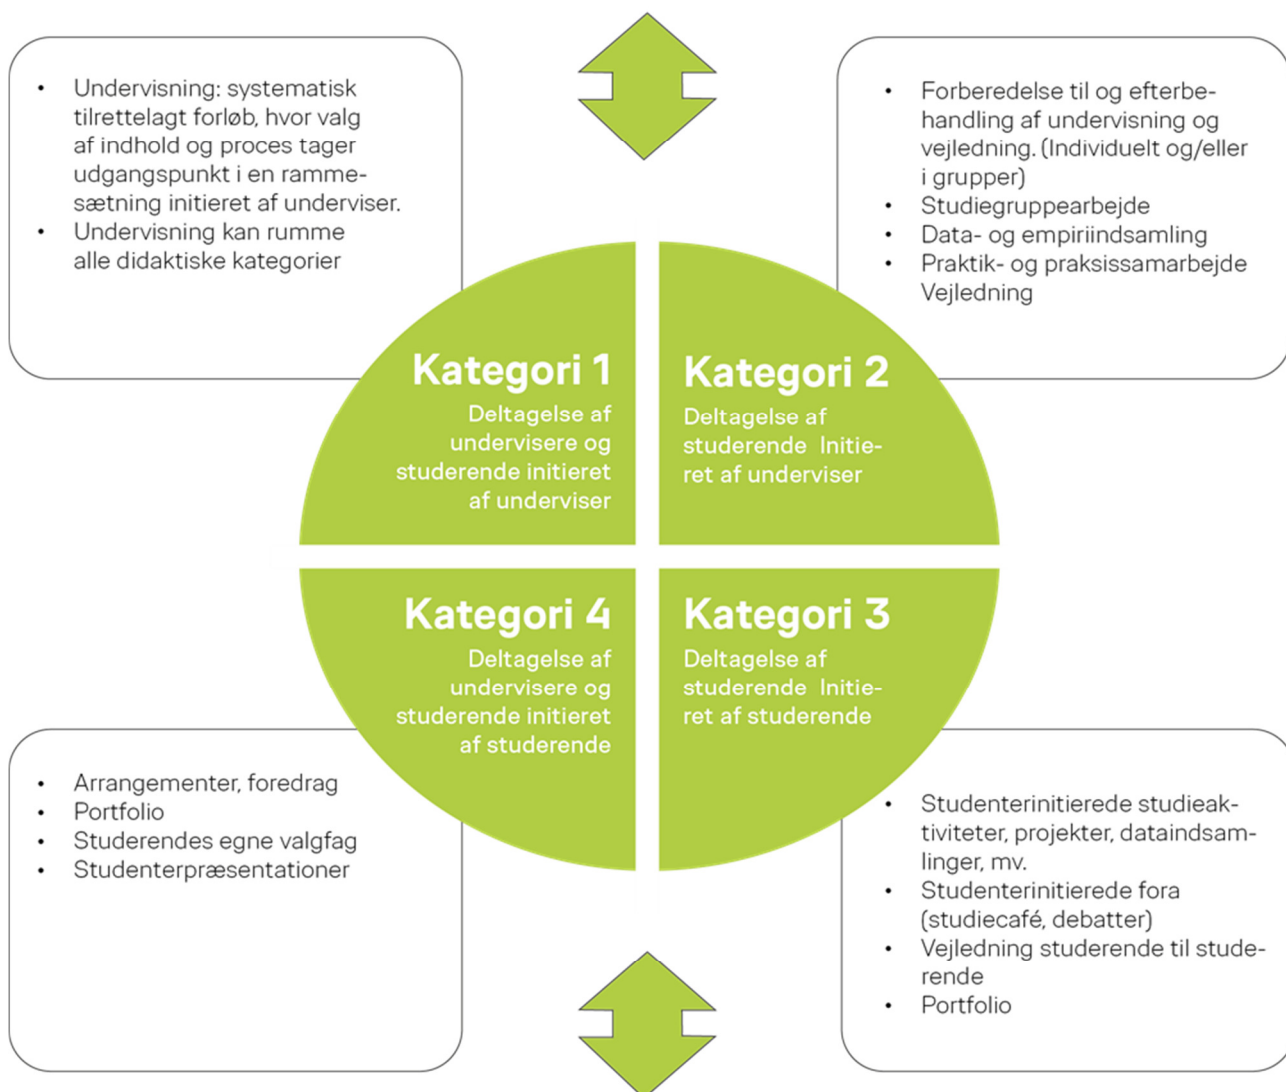 • Undervisning: systematisk
tilrettelagt forløb, hvor valg
af indhold og proces tager
udgangspunkt i en ramme-
sætning initieret af underviser.
• Undervisning kan rumme
alle didaktiske kategorier
• Forberedelse til og efterbe-
handling af undervisning og
vejledning. (Individuelt og/eller
i grupper)
• Studiegruppearbejde
• Data- og empiriindsamling
• Praktik- og praksissamarbejde
Vejledning
Kategori 1
Deltagelse af
undervisere og
studerende initieret
af underviser
Kategori 2
Deltagelse af
studerende Initie-
ret af underviser
Kategori 4
Deltagelse af
undervisere og
studerende initieret
af studerende
Kategori 3
Deltagelse af
studerende Initie-
ret af studerende
• Arrangementer, foredrag
• Portfolio
• Studerendes egne valgfag
• Studenterpræsentationer
• Studenterinitierede studieak-
tiviteter, projekter, dataindsam-
linger, mv.
• Studenterinitierede fora
(studiecafé, debatter)
• Vejledning studerende til stude-
rende
• Portfolio